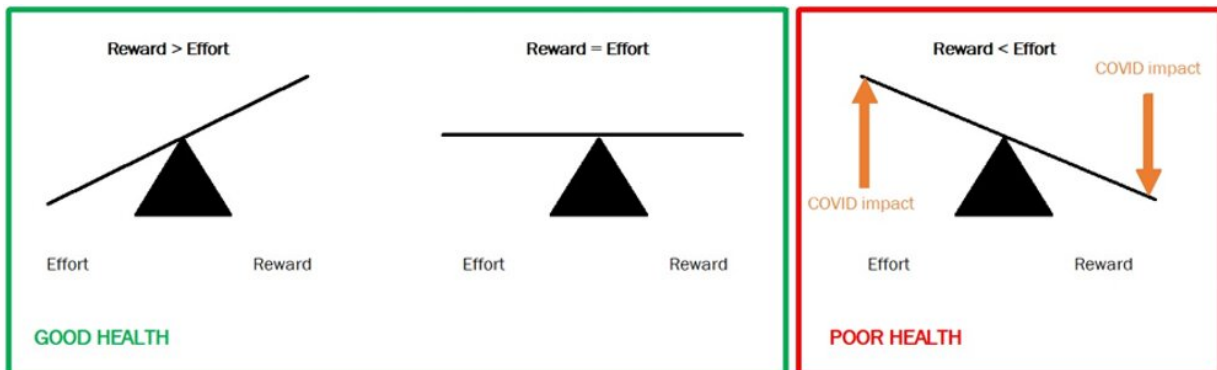 Reward > Effort
Reward = Effort
Reward < Effort
COVID impact
COVID impact
Effort
Reward
Effort
Reward
Effort
Reward
GOOD HEALTH
POOR HEALTH